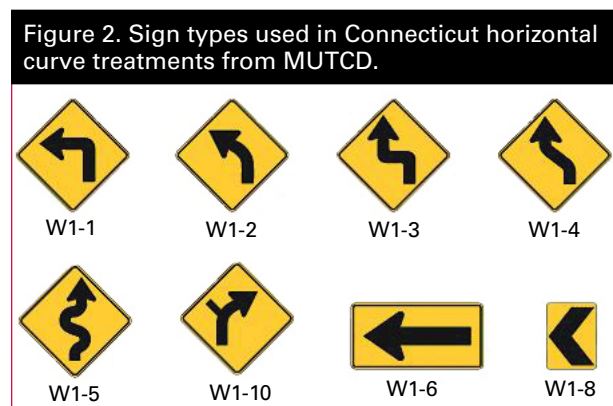 Figure 2. Sign types used in Connecticut horizontal
curve treatments from MUTCD.
W1-1
W1-2
W1-3
W1-4
W1-5
W1-10
W1-6
W1-8